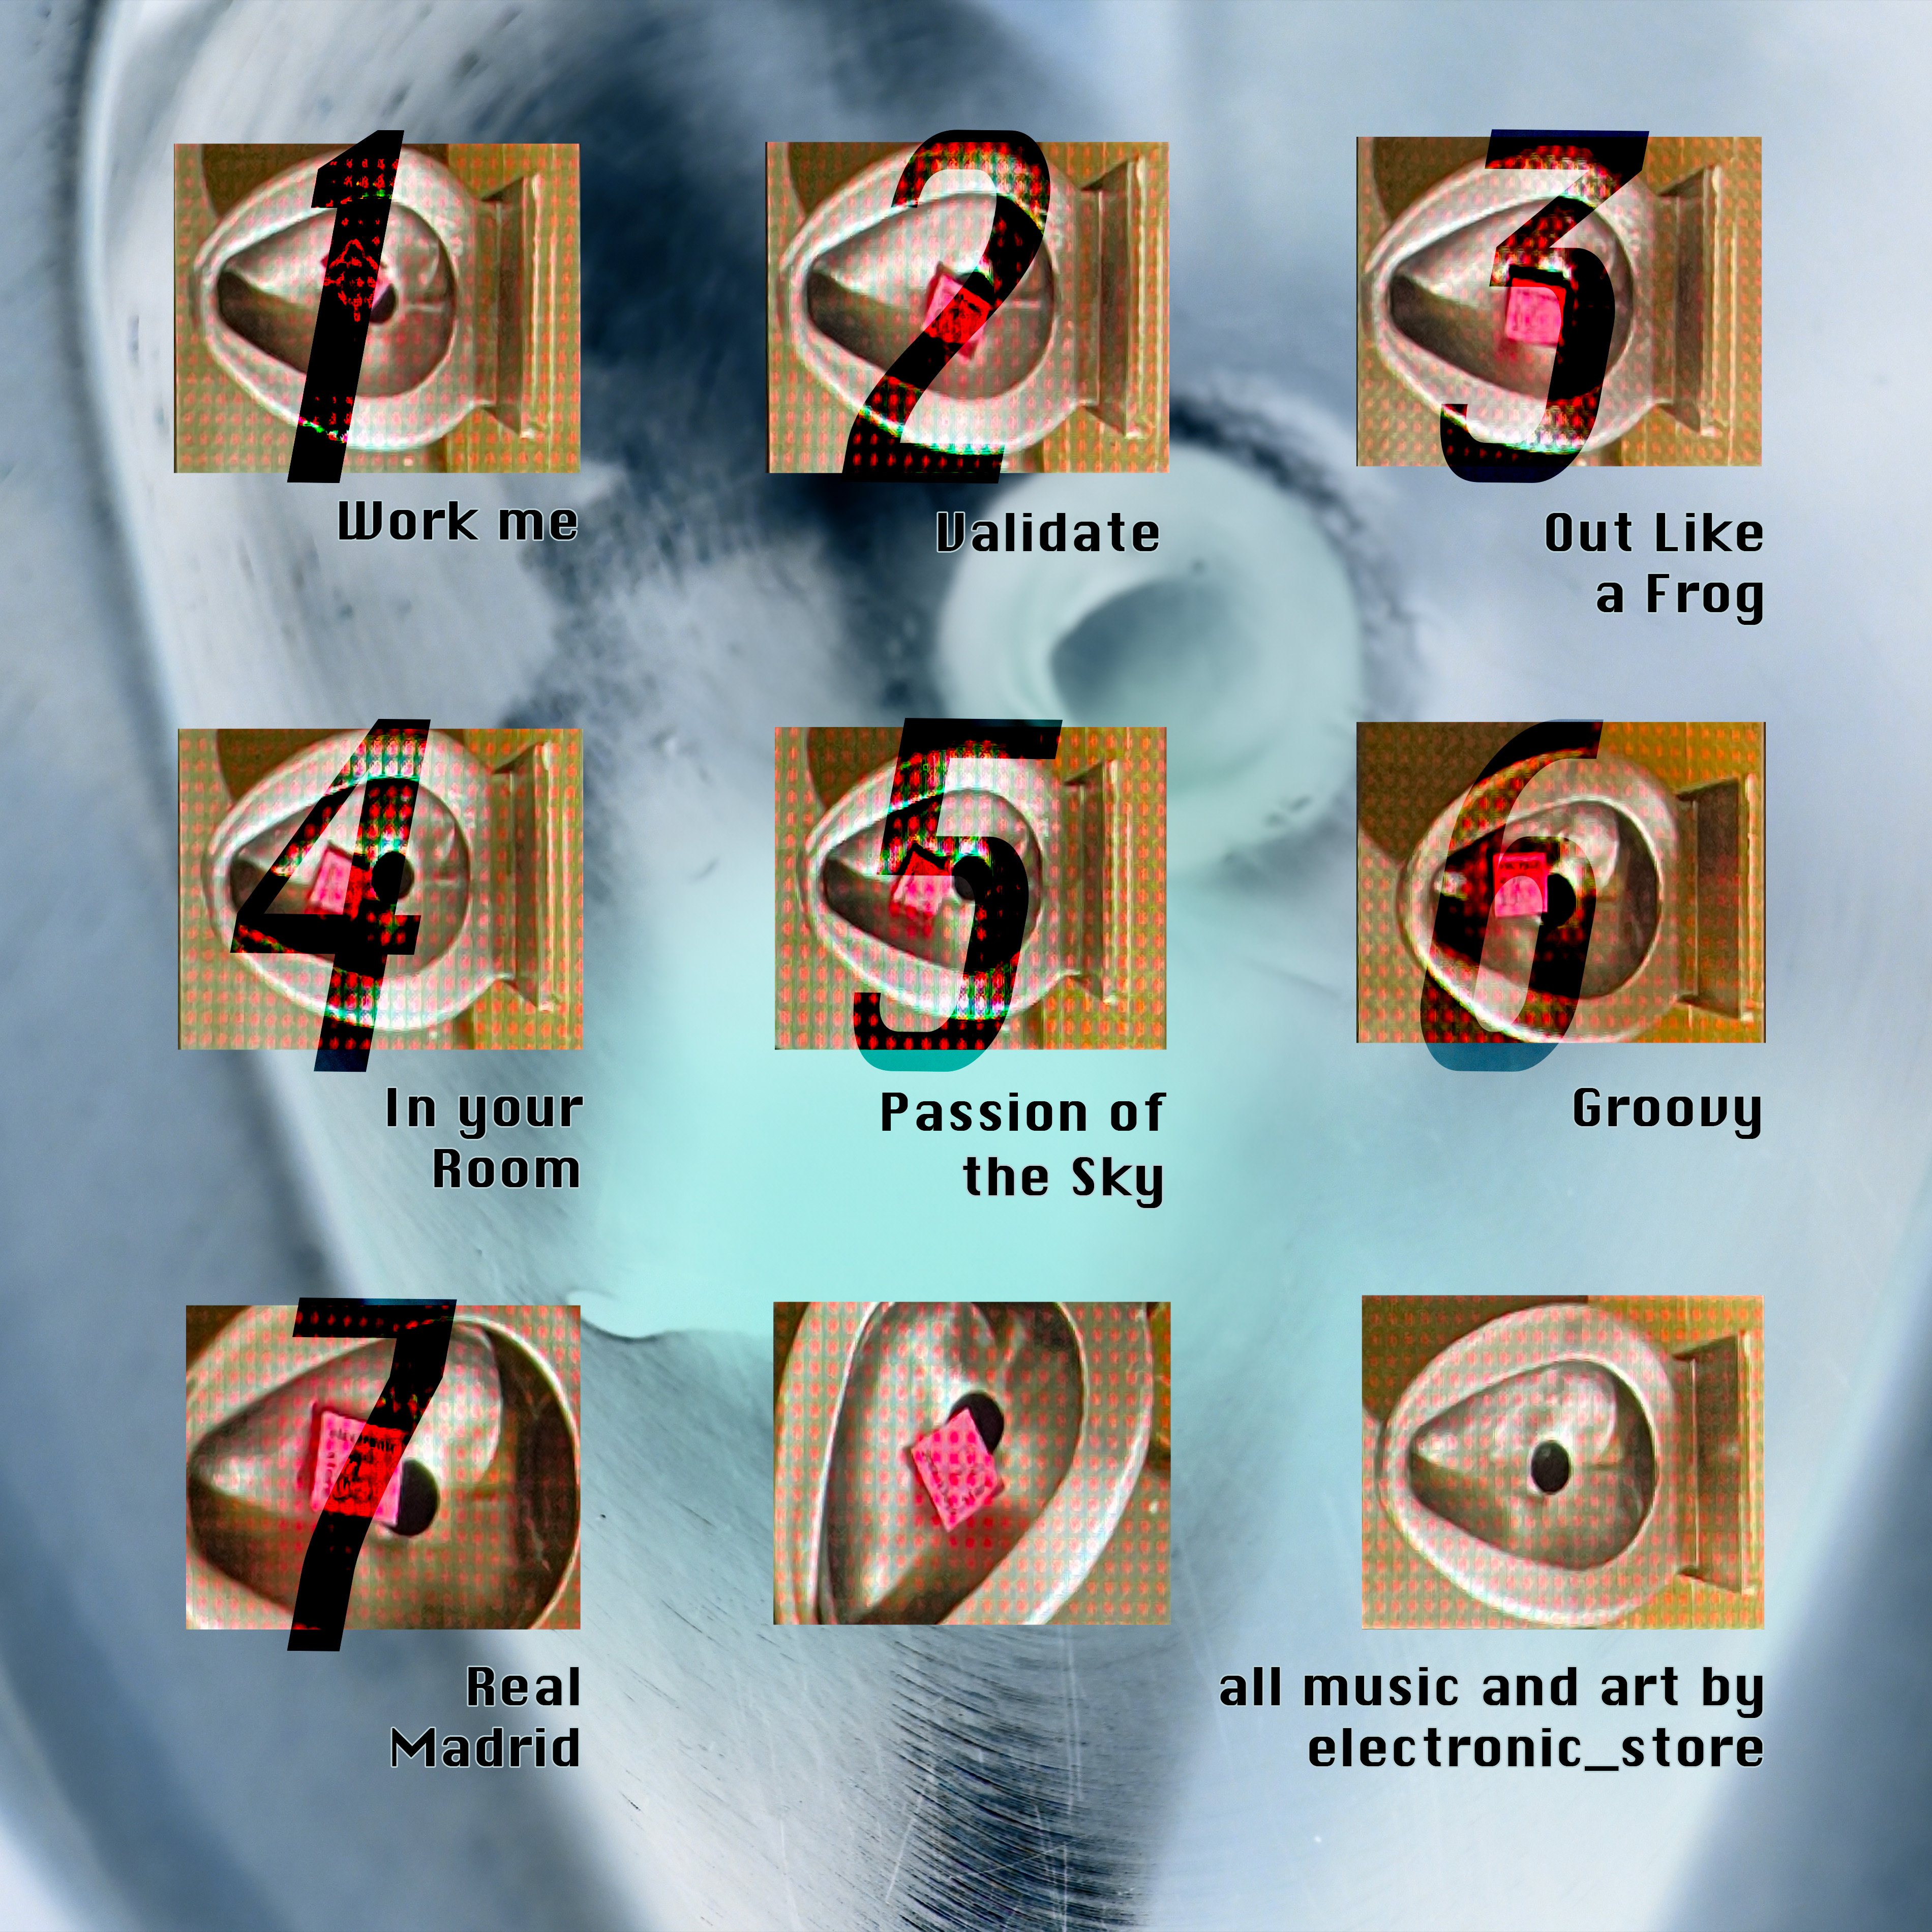 1
Work me
2
Validate
3
Out Like
a Frog
4
In your
Room
5
Passion of
the Sky
6
Groovy
7
Real
Madrid
all music and art by
electronic_store